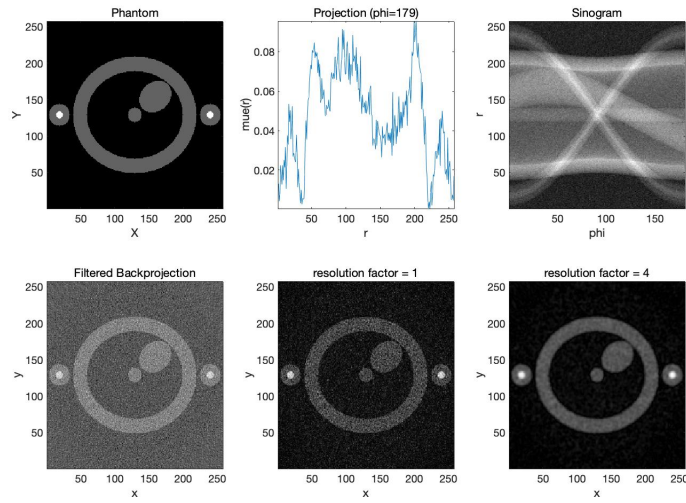 Phantom
250
200
150
100
50
Y
50 100 150 200 250
X
Projection (phi=179)
0.08
0.06
0.04
0.02
mue(r)
50 100 150 200 250
r
Sinogram
250
200
150
100
50
r
50 100 150
phi
Filtered Backprojection
250
200
150
100
50
y
50 100 150 200 250
x
resolution factor = 1
250
200
150
100
50
y
50 100 150 200 250
x
resolution factor = 4
250
200
150
100
50
y
50 100 150 200 250
x